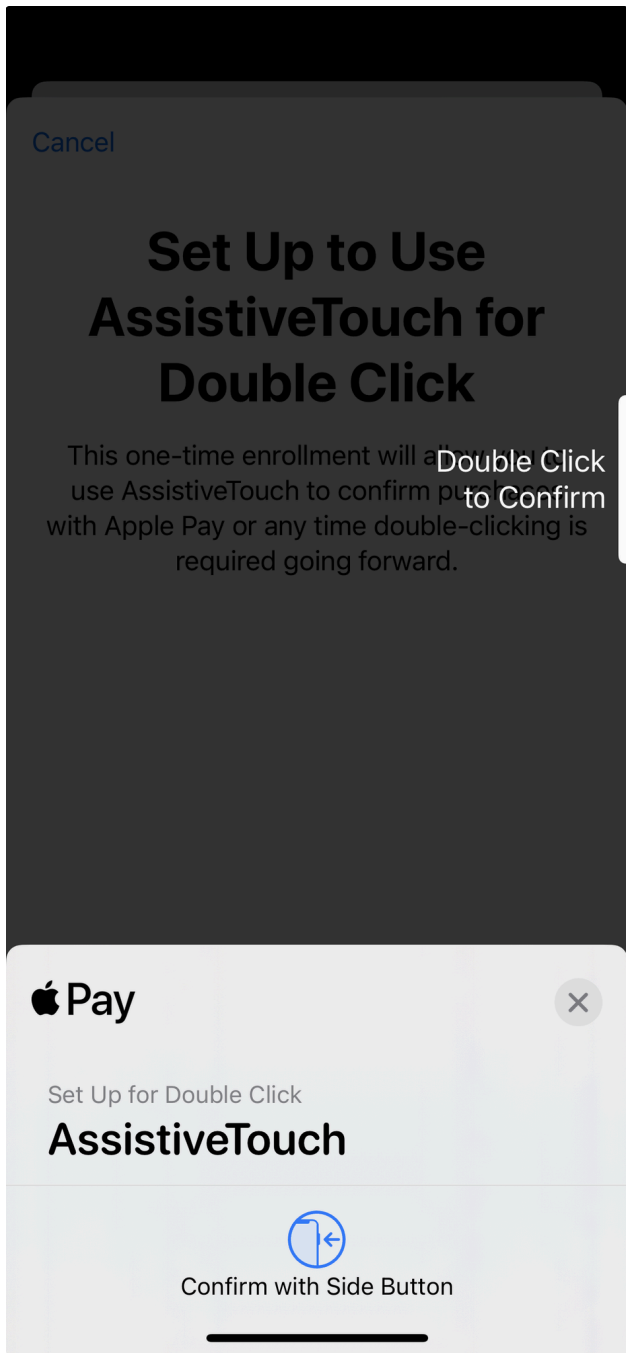 Cancel
Set Up to Use
AssistiveTouch for
Double Click
This one-time enrollment will allow you to
use AssistiveTouch to confirm purchases
with Apple Pay or any time double-clicking is
required going forward.
Double Click
to Confirm
Pay
Set Up for Double Click
AssistiveTouch
Confirm with Side Button